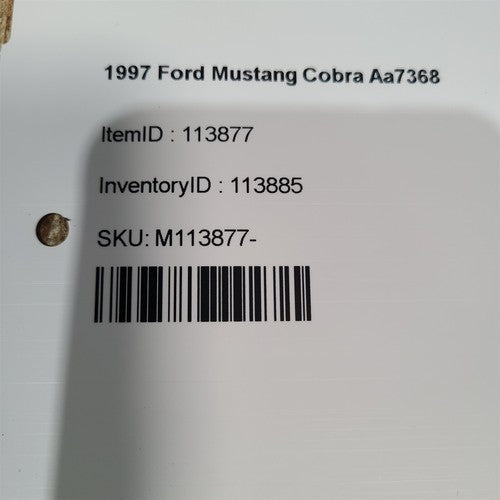 1997 Ford Mustang Cobra Aa7368
ItemID : 113877
InventoryID : 113885
SKU: M113877-